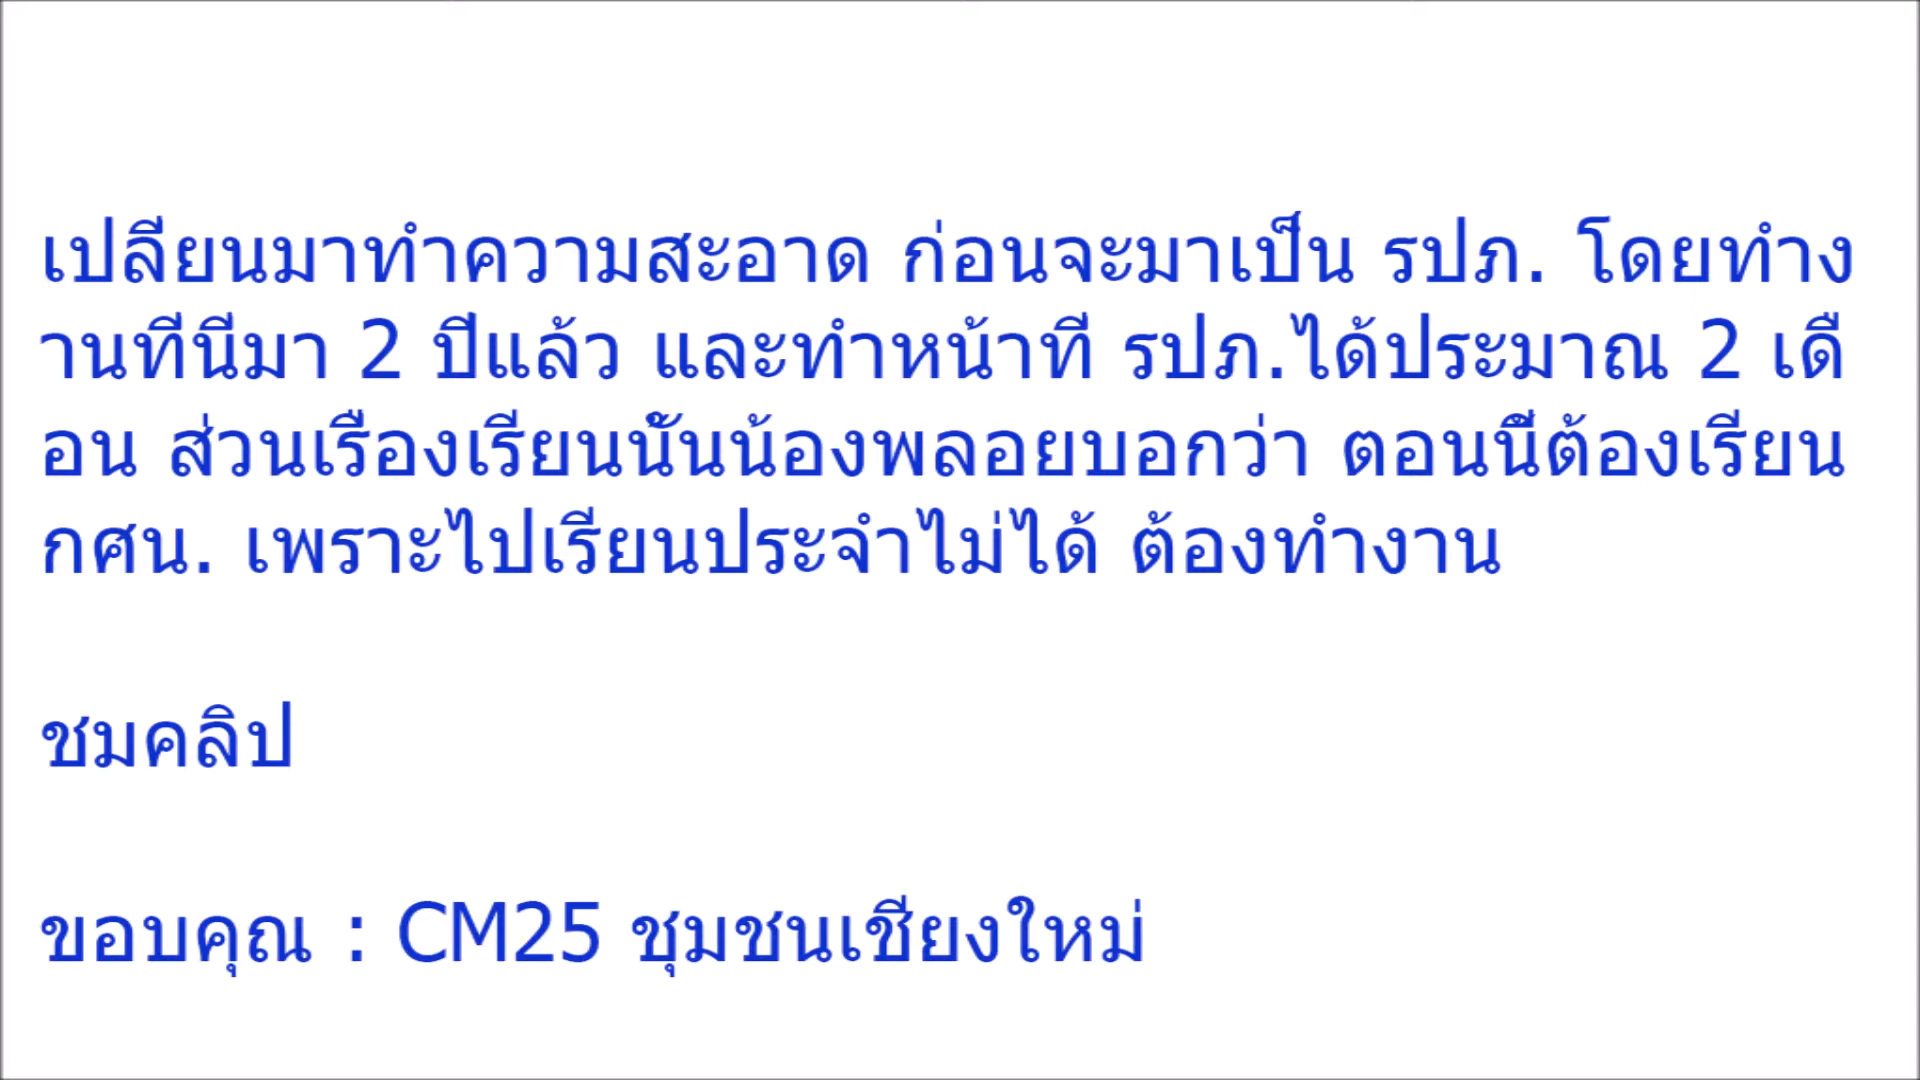 เปลี่ยนมาทำความสะอาด ก่อนจะมาเป็น รปภ. โดยทำง
านที่นี่มา 2 ปีแล้ว และทำหน้าที่ รปภ.ได้ประมาณ 2 เดื
อน ส่วนเรื่องเรียนนั้นน้องพลอยบอกว่า ตอนนี้ต้องเรียน
กศน. เพราะไปเรียนประจำไม่ได้ ต้องทำงาน
ชมคลิป
ขอบคุณ : CM25 ชุมชนเชียงใหม่